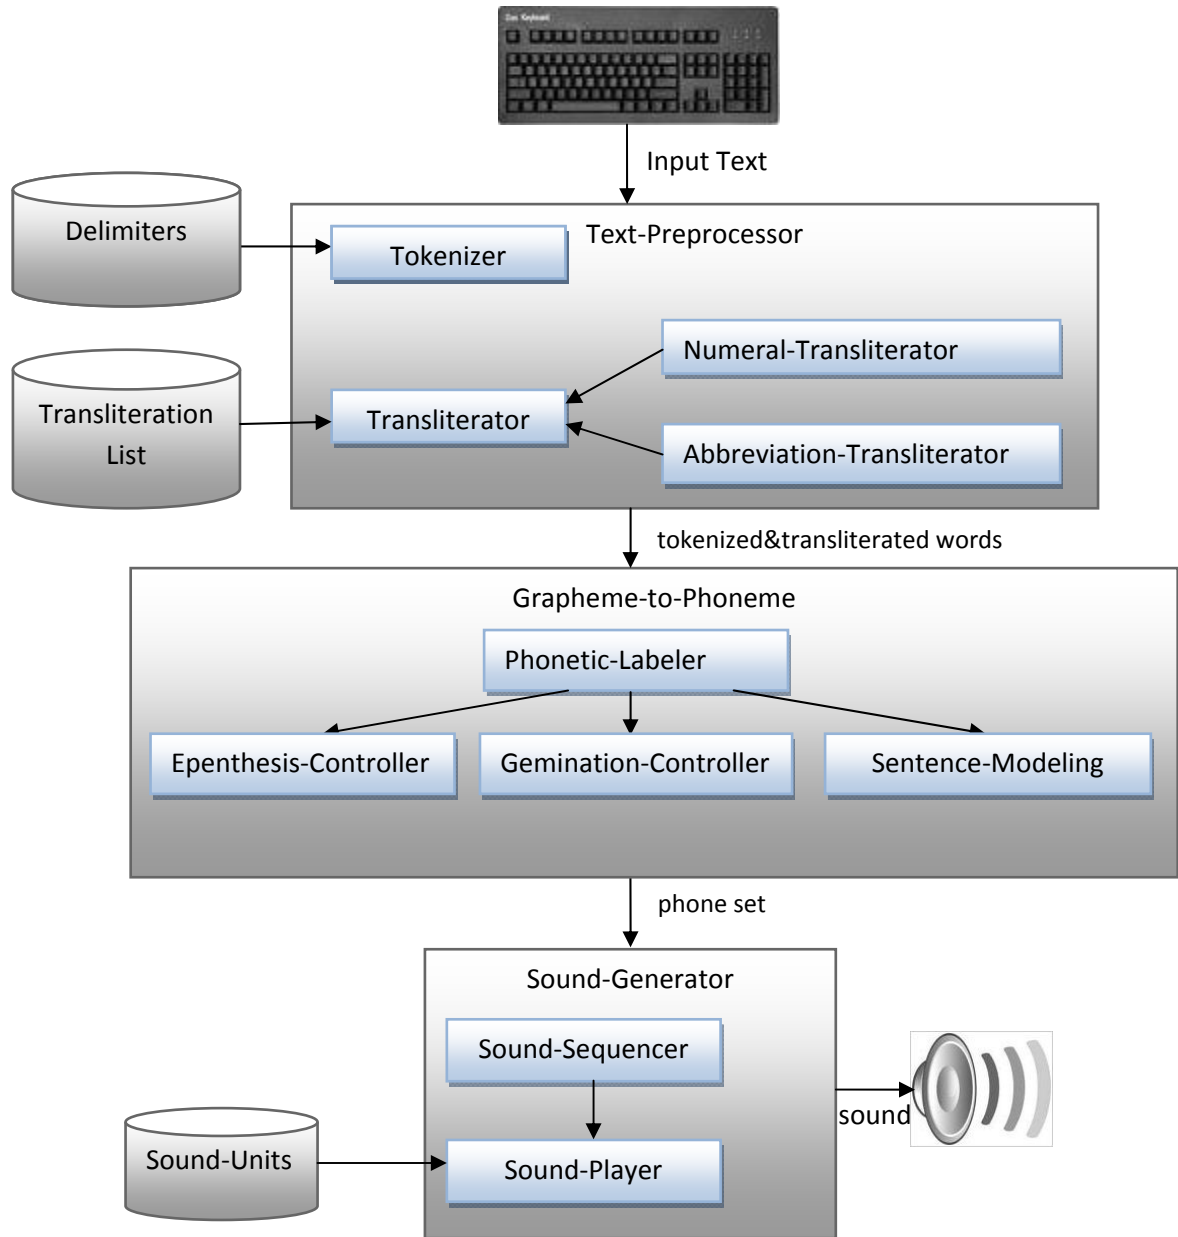 Das Keyboard
Input Text
Delimiters
Text-Preprocessor
Tokenizer
Numeral-Transliterator
Transliteration
List
Transliterator
Abbreviation-Transliterator
tokenized&transliterated words
Grapheme-to-Phoneme
Phonetic-Labeler
Epenthesis-Controller
Gemination-Controller
Sentence-Modeling
phone set
Sound-Generator
Sound-Sequencer
sound
Sound-Units
Sound-Player